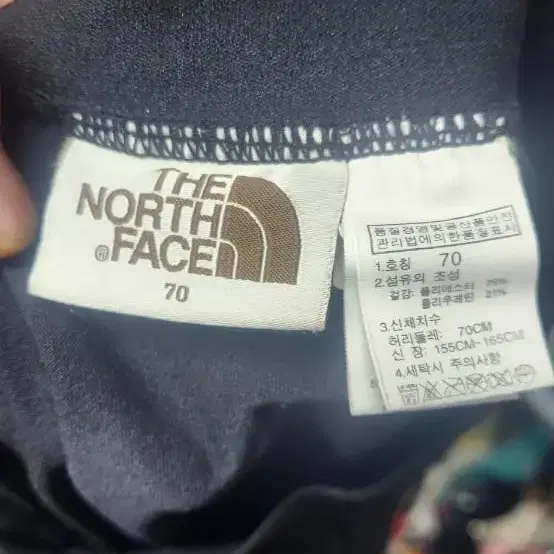 THE
NORTH
FACE
®
70
품질경영및공산품안전
관리법에의한품질표시
1.호칭 70
2.섬유의 조성
겉감: 폴리에스터
폴리우레탄
3.신체치수
허리둘레: 70CM
신 장: 155CM-165CM
4.세탁시 주의사항